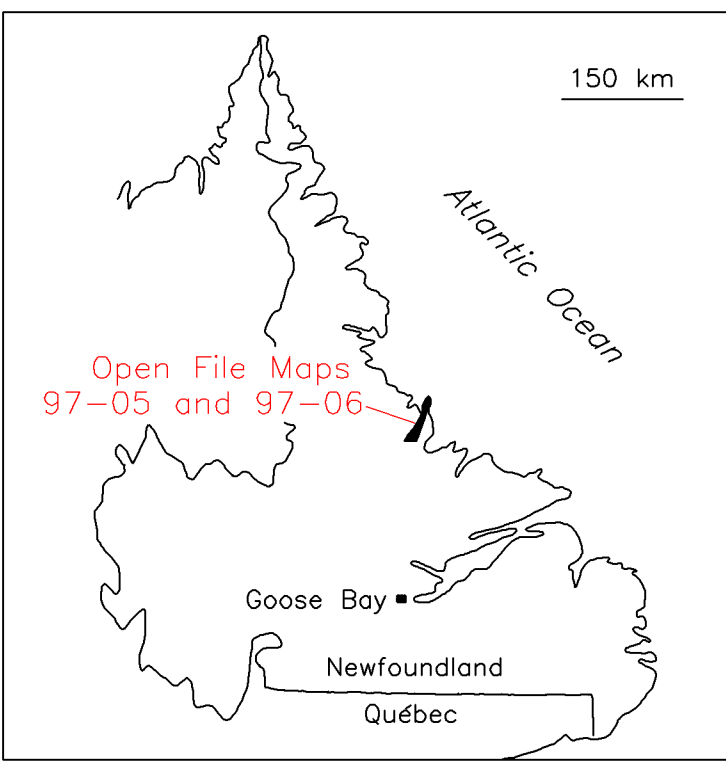 150 km
Atlantic Ocean
Open File Maps
97-05 and 97-06
Goose Bay
Newfoundland
Québec